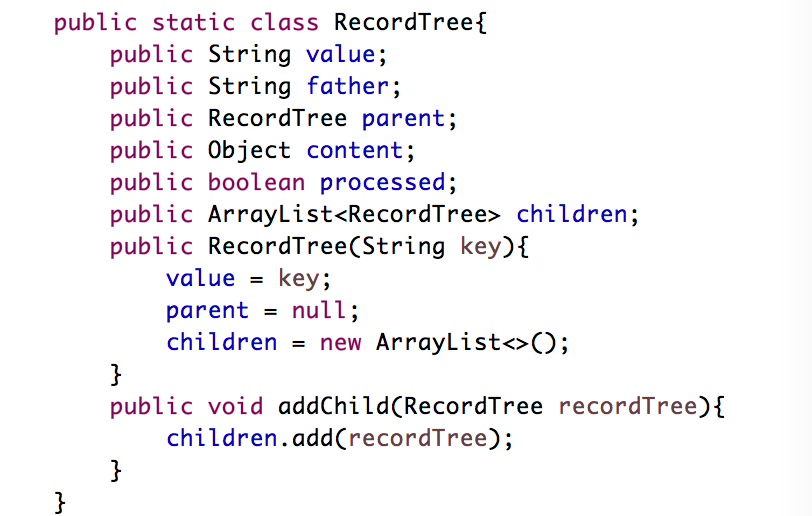 public static class RecordTree{
public String value;
public String father;
public RecordTree parent;
public Object content;
public boolean processed;
public ArrayList<RecordTree> children;
public RecordTree(String key){
value = key;
parent = null;
children = new ArrayList<>();
}
public void addChild(RecordTree recordTree){
children.add(recordTree);
}
}